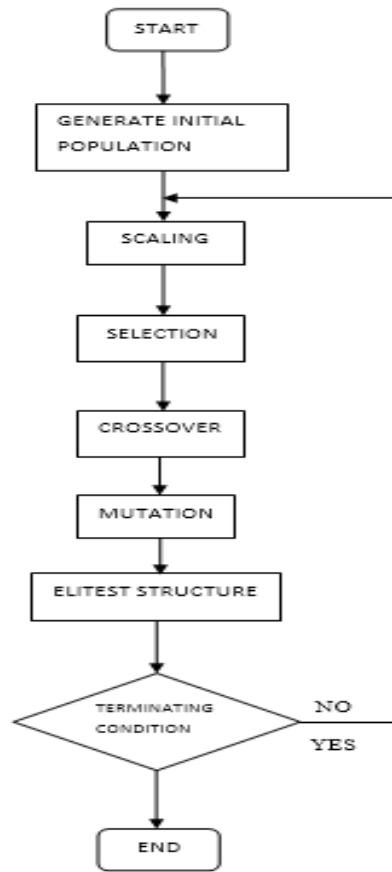 START
GENERATE INITIAL
POPULATION
SCALING
SELECTION
CROSSOVER
MUTATION
ELITEST STRUCTURE
TERMINATING
CONDITION
NO
YES
END